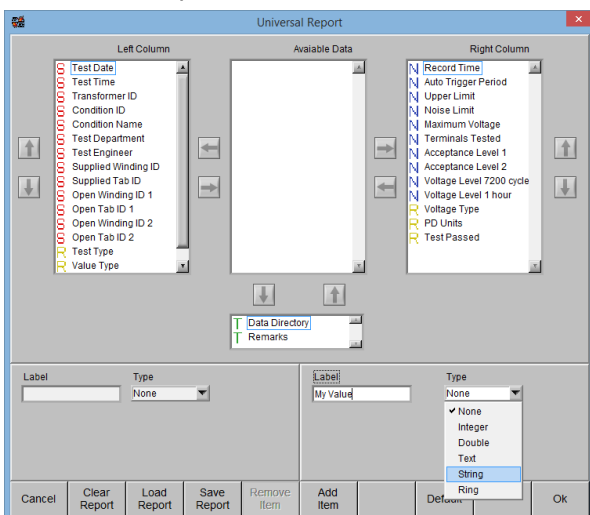 Universal Report
Left Column
Avaiable Data
Right Column
S Test Date
S Test Time
S Transformer ID
S Condition ID
S Condition Name
S Test Department
S Test Engineer
S Supplied Winding ID
S Supplied Tab ID
S Open Winding ID 1
S Open Tab ID 1
S Open Winding ID 2
S Open Tab ID 2
R Test Type
R Value Type
N Record Time
N Auto Trigger Period
N Upper Limit
N Noise Limit
N Maximum Voltage
N Terminals Tested
N Acceptance Level 1
N Acceptance Level 2
N Voltage Level 7200 cycle
N Voltage Level 1 hour
R Voltage Type
R PD Units
R Test Passed
T Data Directory
T Remarks
Label
Type
None
Label
Type
My Value
None
None
Integer
Double
Text
String
Ring
Cancel
Clear Report
Load Report
Save Report
Remove Item
Add Item
Ok